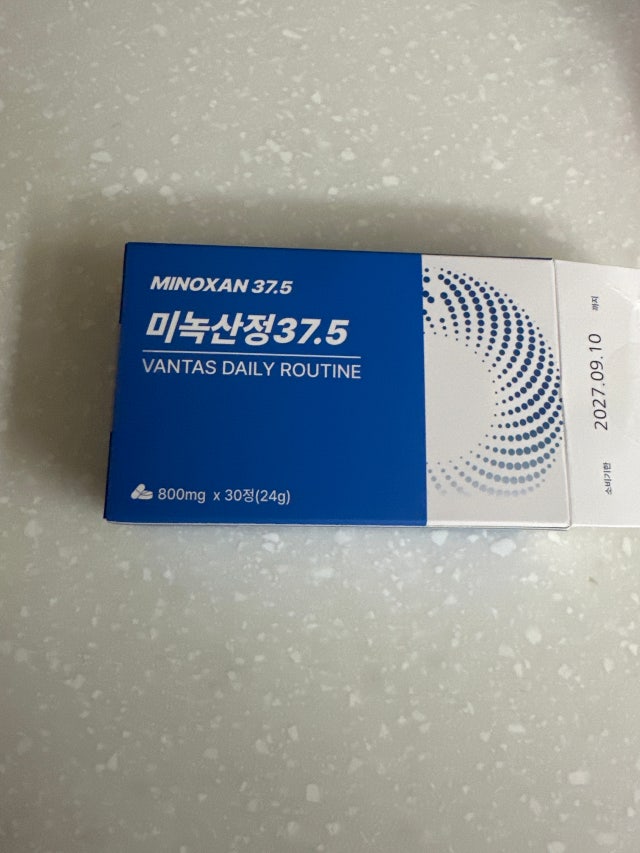 MINOXAN 37.5
미녹산정37.5
VANTAS DAILY ROUTINE
800mg x 30정(24g)
소비기한 2027.09.10 까지